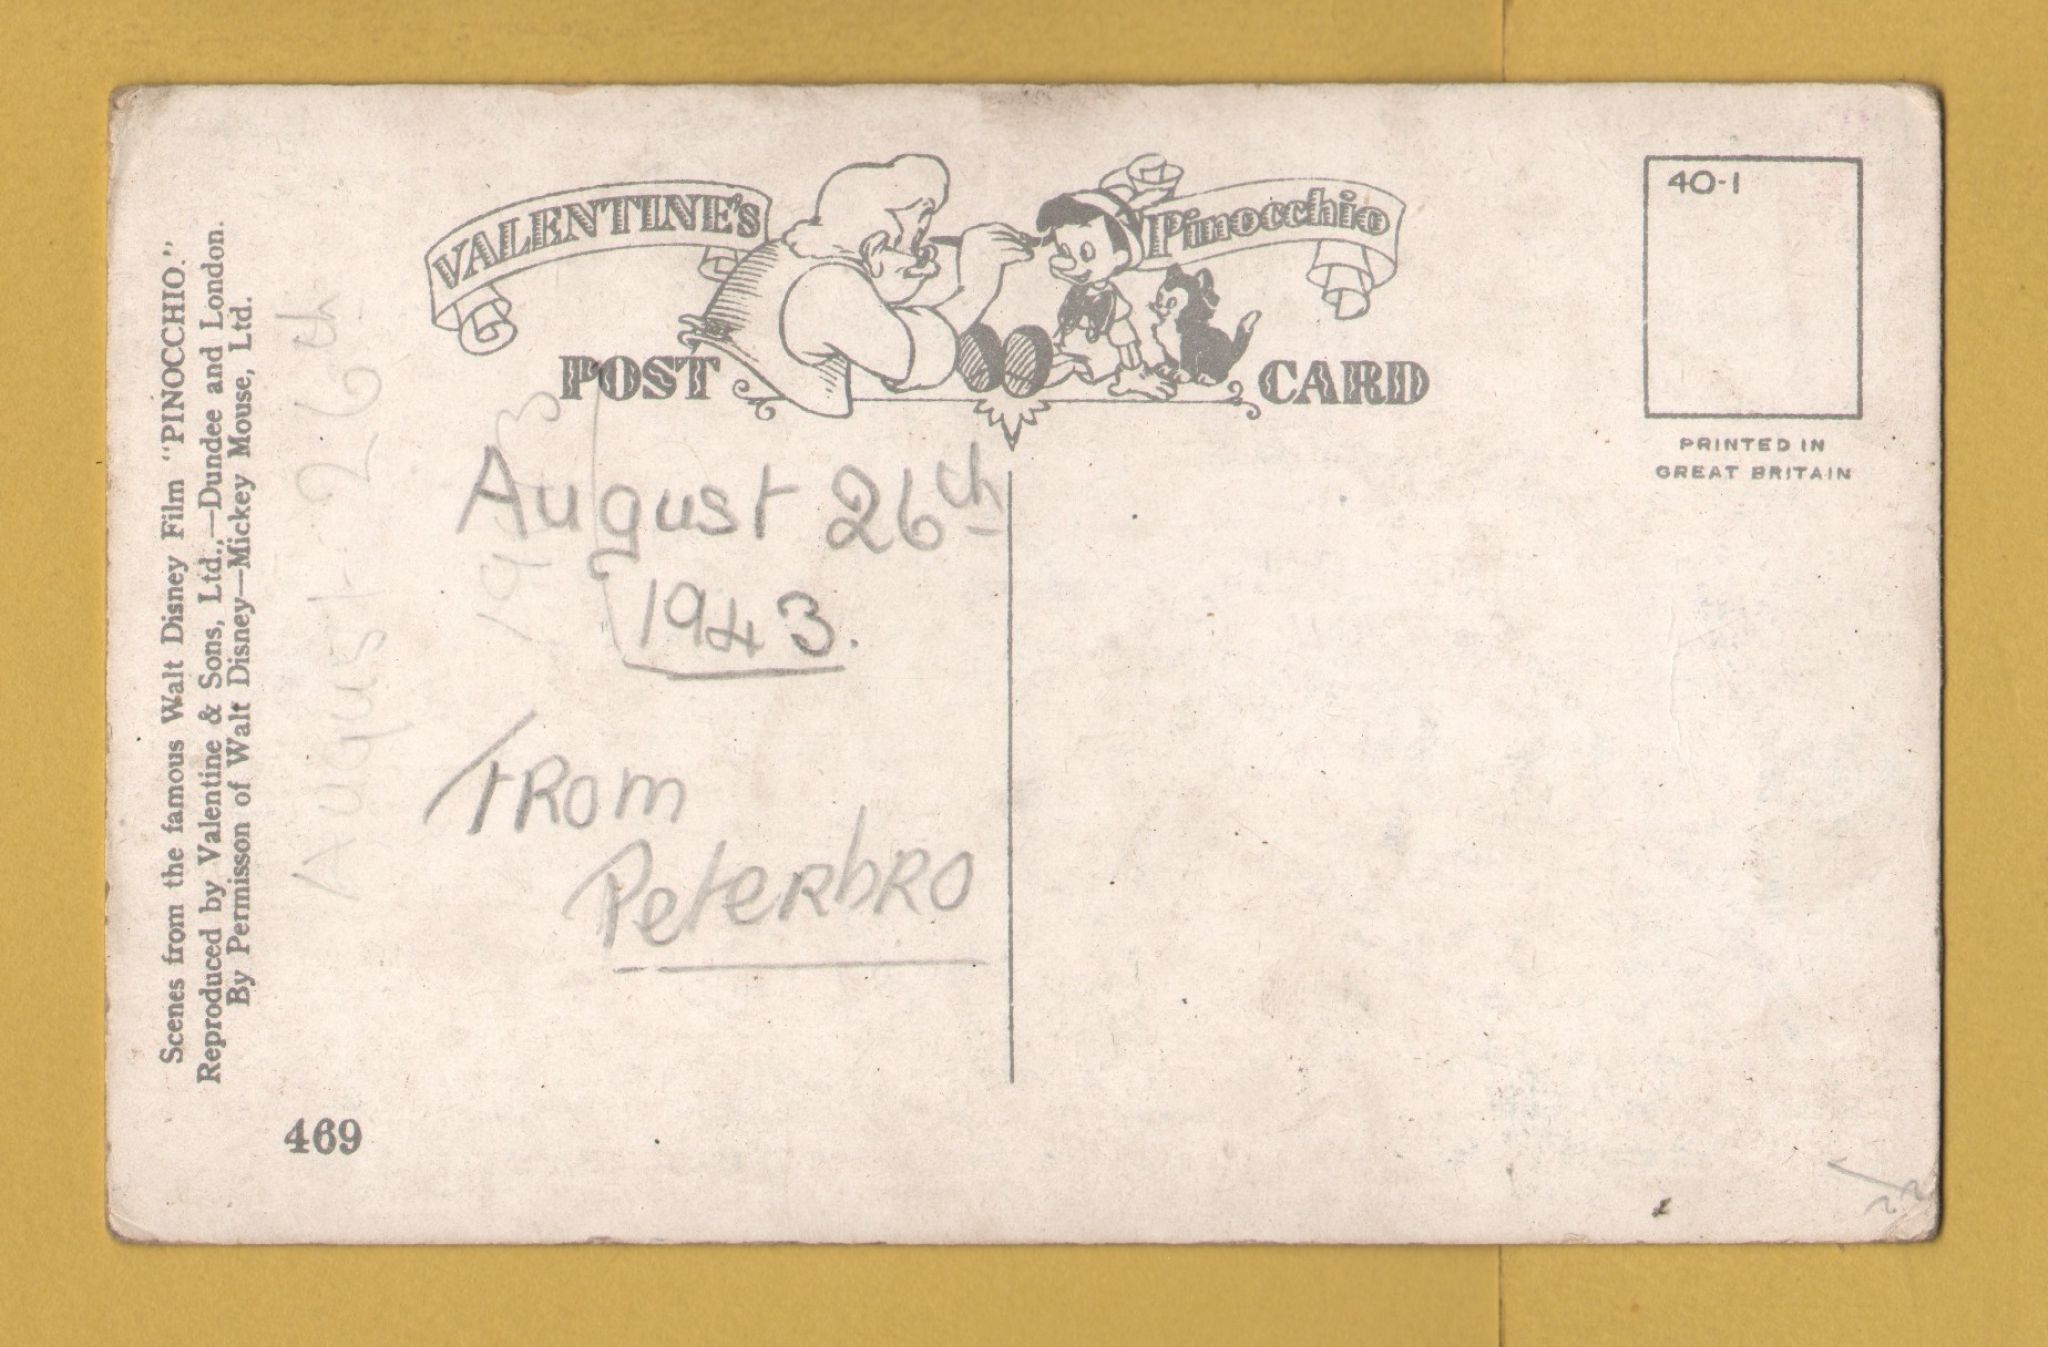 VALENTINE'S Pinocchio
POST CARD
40-1
PRINTED IN
GREAT BRITAIN
Scenes from the famous Walt Disney Film "PINOCCHIO."
Reproduced by Valentine & Sons, Ltd.,—Dundee and London.
By Permisson of Walt Disney—Mickey Mouse, Ltd.
August 26th
August 26th
1943.
From
PeterbRo
469